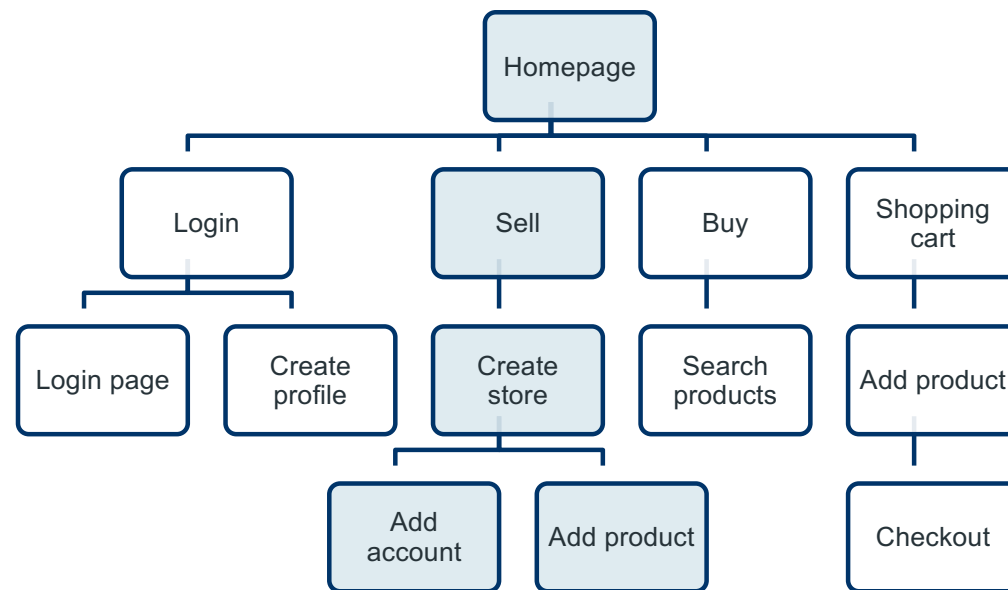 Homepage
Login
Sell
Buy
Shopping
cart
Login page
Create
profile
Create
store
Search
products
Add product
Add
account
Add product
Checkout